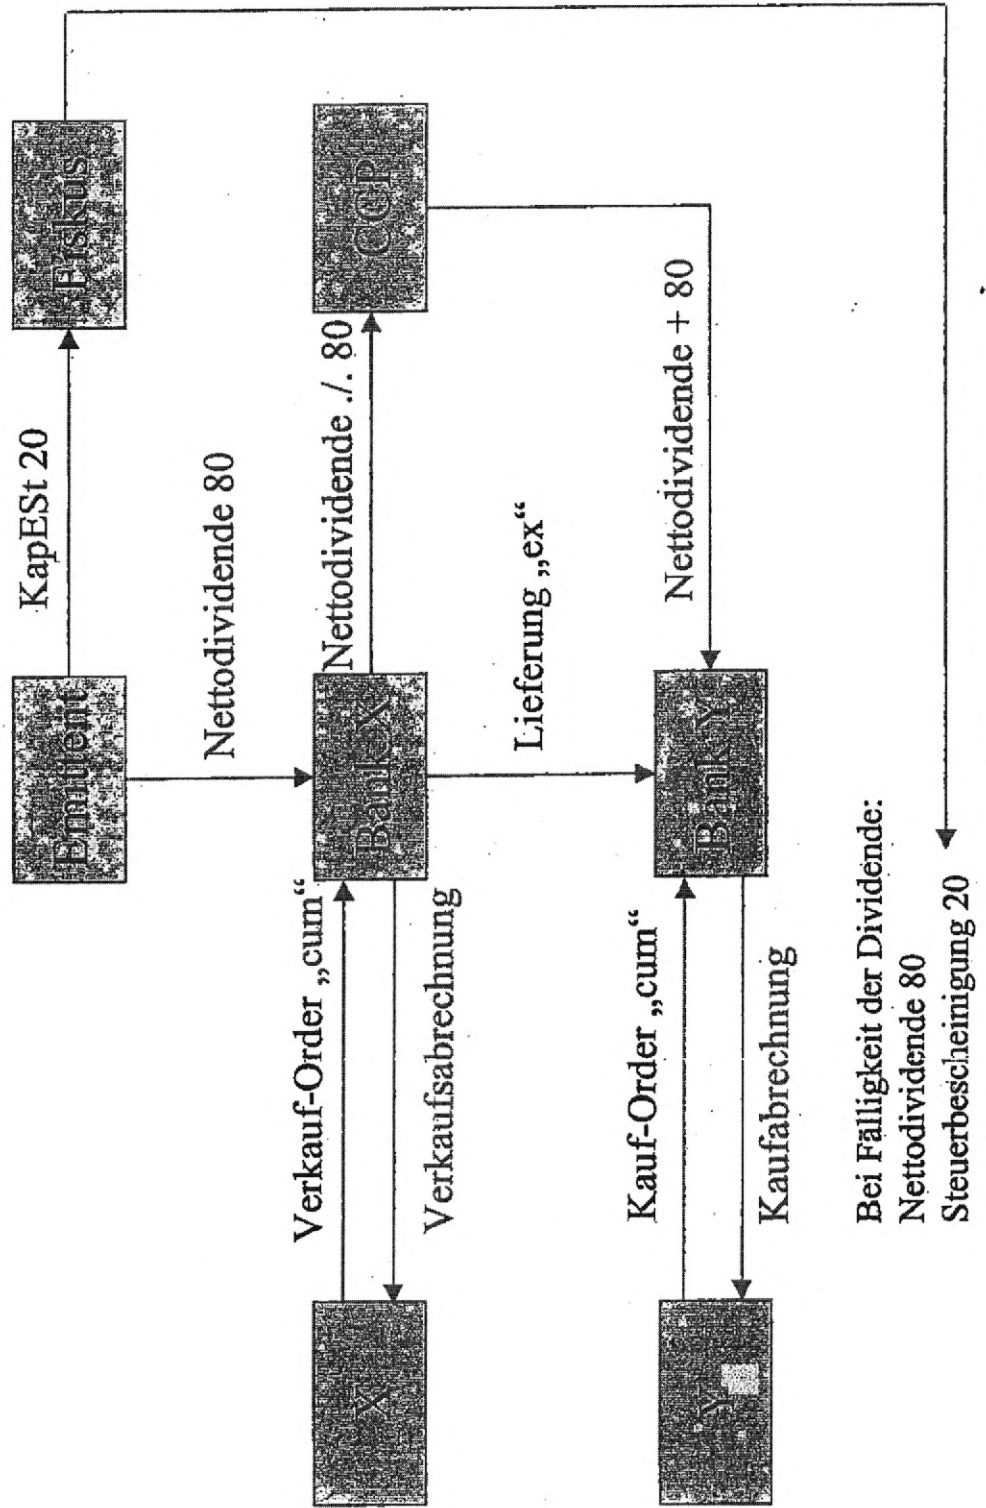 Emittent
KapESt 20
Fiskus
Nettodividende 80
X
Verkauf-Order „cum“
Verkaufsabrechnung
Bank X
Nettodividende ./. 80
CCP
Lieferung „ex“
Nettodividende + 80
Y
Kauf-Order „cum“
Kaufabrechnung
Bank Y
Bei Fälligkeit der Dividende:
Nettodividende 80
Steuerbescheinigung 20